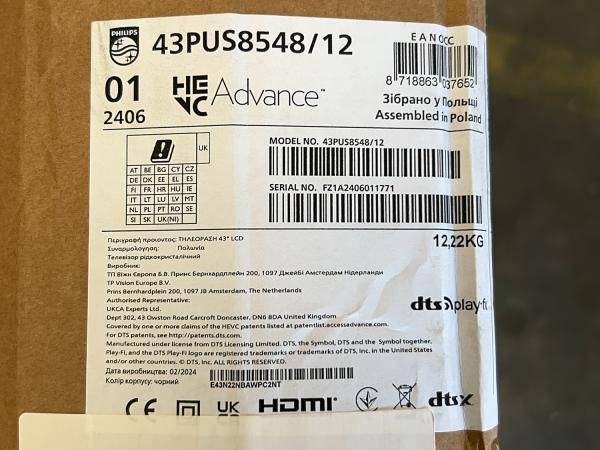 PHILIPS
43PUS8548/12
EAN OCC
8 718863 037652
01
2406
HEVC Advance™
Зібрано у Польщі
Assembled in Poland
UK
AT BE BG CY CZ
DE DK EE EL ES
FI FR HR HU IE
IT LT LU LV MT
NL PL PT RO SE
SI SK UK(NI)
MODEL NO. 43PUS8548/12
SERIAL NO. FZ1A2406011771
12,22KG
Περιγραφή προϊοντος: ΤΗΛΕΟΡΑΣΗ 43" LCD
Συναρμολόγηση: Πολωνία
Телевізор рідкокристалічний
Виробник:
ТП Віжн Європа Б.В. Принс Бернхардплейн 200, 1097 ДжейБі Амстердам Нідерланди
TP Vision Europe B.V.
Prins Bernhardplein 200, 1097 JB Amsterdam, The Netherlands
Authorised Representative:
UKCA Experts Ltd.
Dept 302, 43 Owston Road Carcroft Doncaster, DN6 8DA United Kingdom
Covered by one or more claims of the HEVC patents listed at patentlist.accessadvance.com.
For DTS patents, see http://patents.dts.com.
Manufactured under license from DTS Licensing Limited. DTS, the Symbol, DTS and the Symbol together,
Play-Fi, and the DTS Play-Fi logo are registered trademarks or trademarks of DTS, Inc. in the United States
and/or other countries. © DTS, Inc. ALL RIGHTS RESERVED.
dts play-fi
Дата виробництва: 02/2024
Колір корпусу: чорний
E43N22NBAWPC2NT
CE UK HDMI dts x